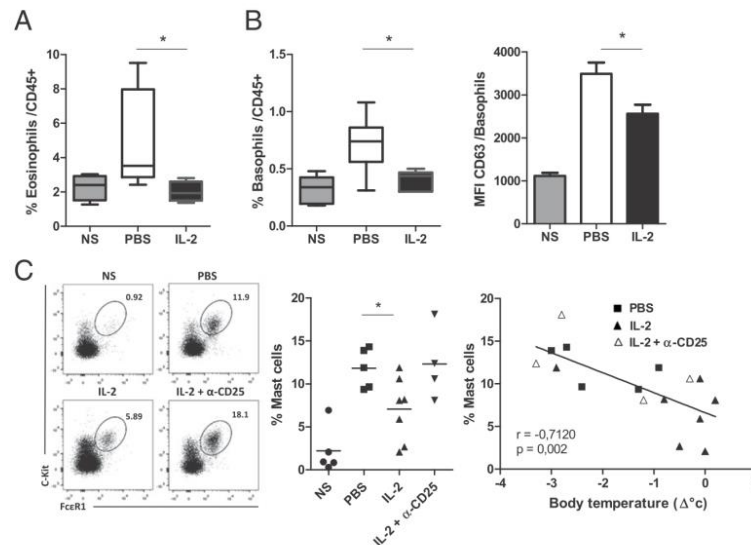 A
*
% Eosinophils /CD45+
10
8
6
4
2
0
NS PBS IL-2
B
*
% Basophils /CD45+
1.5
1.0
0.5
0.0
NS PBS IL-2
*
MFI CD63 /Basophils
4000
3000
2000
1000
0
NS PBS IL-2
C
NS PBS
0.92 11.9
IL-2 IL-2 + α-CD25
5.89 18.1
C-Kit
FcεR1
*
% Mast cells
20
15
10
5
0
NS PBS IL-2 IL-2 + α-CD25
% Mast cells
20
15
10
5
0
PBS
IL-2
IL-2 + α-CD25
r = -0,7120
p = 0,002
-4 -3 -2 -1 0 1
Body temperature (Δ°c)